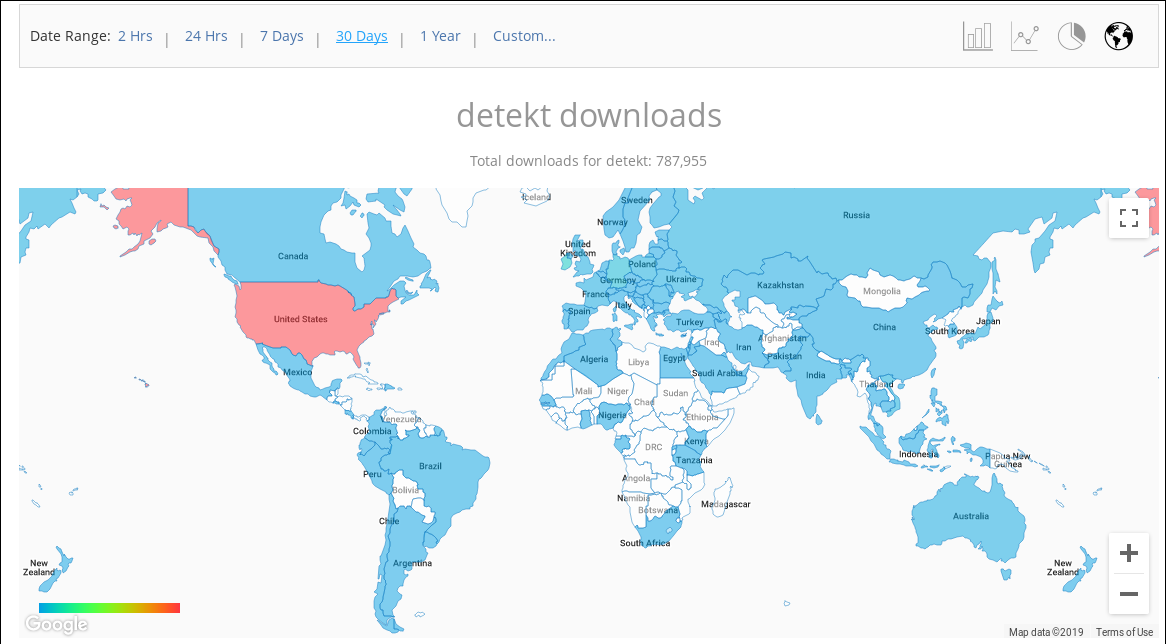 Date Range: 2 Hrs | 24 Hrs | 7 Days | 30 Days | 1 Year | Custom...
detekt downloads
Total downloads for detekt: 787,955
Iceland
Sweden
Norway
Russia
United
Kingdom
Canada
Poland
Germany
Ukraine
Kazakhstan
Mongolia
France
Italy
Spain
United States
Turkey
China
South Korea
Japan
Iraq
Iran
Afghanistan
Pakistan
Algeria
Libya
Egypt
Saudi Arabia
India
Mexico
Thailand
Mali
Niger
Chad
Sudan
Venezuela
Nigeria
Ethiopia
Colombia
DRC
Kenya
Indonesia
Papua New
Guinea
Brazil
Tanzania
Peru
Angola
Bolivia
Namibia
Botswana
Madagascar
Chile
Australia
South Africa
Argentina
New
Zealand
New
Zealand
Google
Map data ©2019 Terms of Use